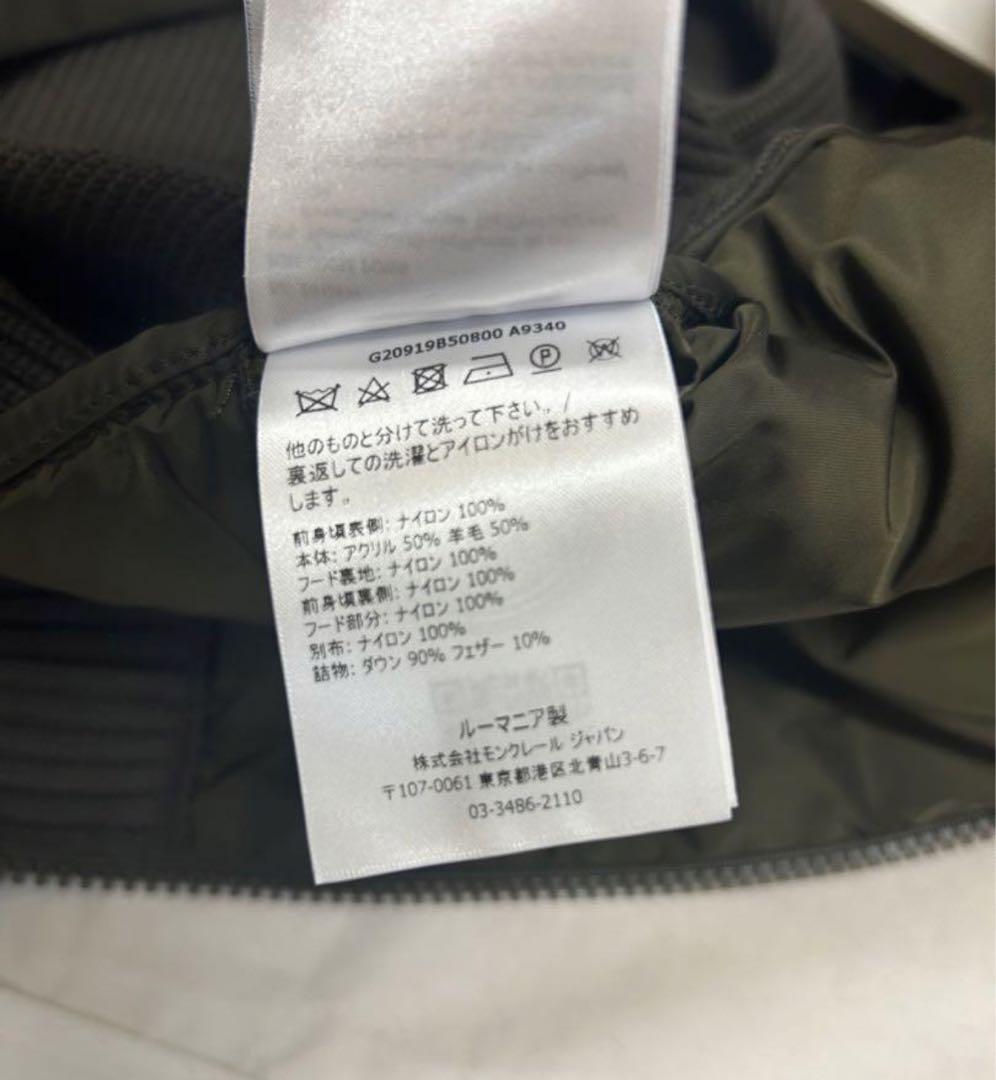 G20919B50800 A9340
P
W
他のものと分けて洗って下さい。/
裏返しての洗濯とアイロンがけをおすすめ
します。
前身頃表側: ナイロン 100%
本体: アクリル 50% 羊毛 50%
フード裏地: ナイロン 100%
前身頃裏側: ナイロン 100%
フード部分: ナイロン 100%
別布: ナイロン 100%
詰物: ダウン 90% フェザー 10%
ルーマニア製
株式会社モンクレール ジャパン
〒107-0061 東京都港区北青山3-6-7
03-3486-2110